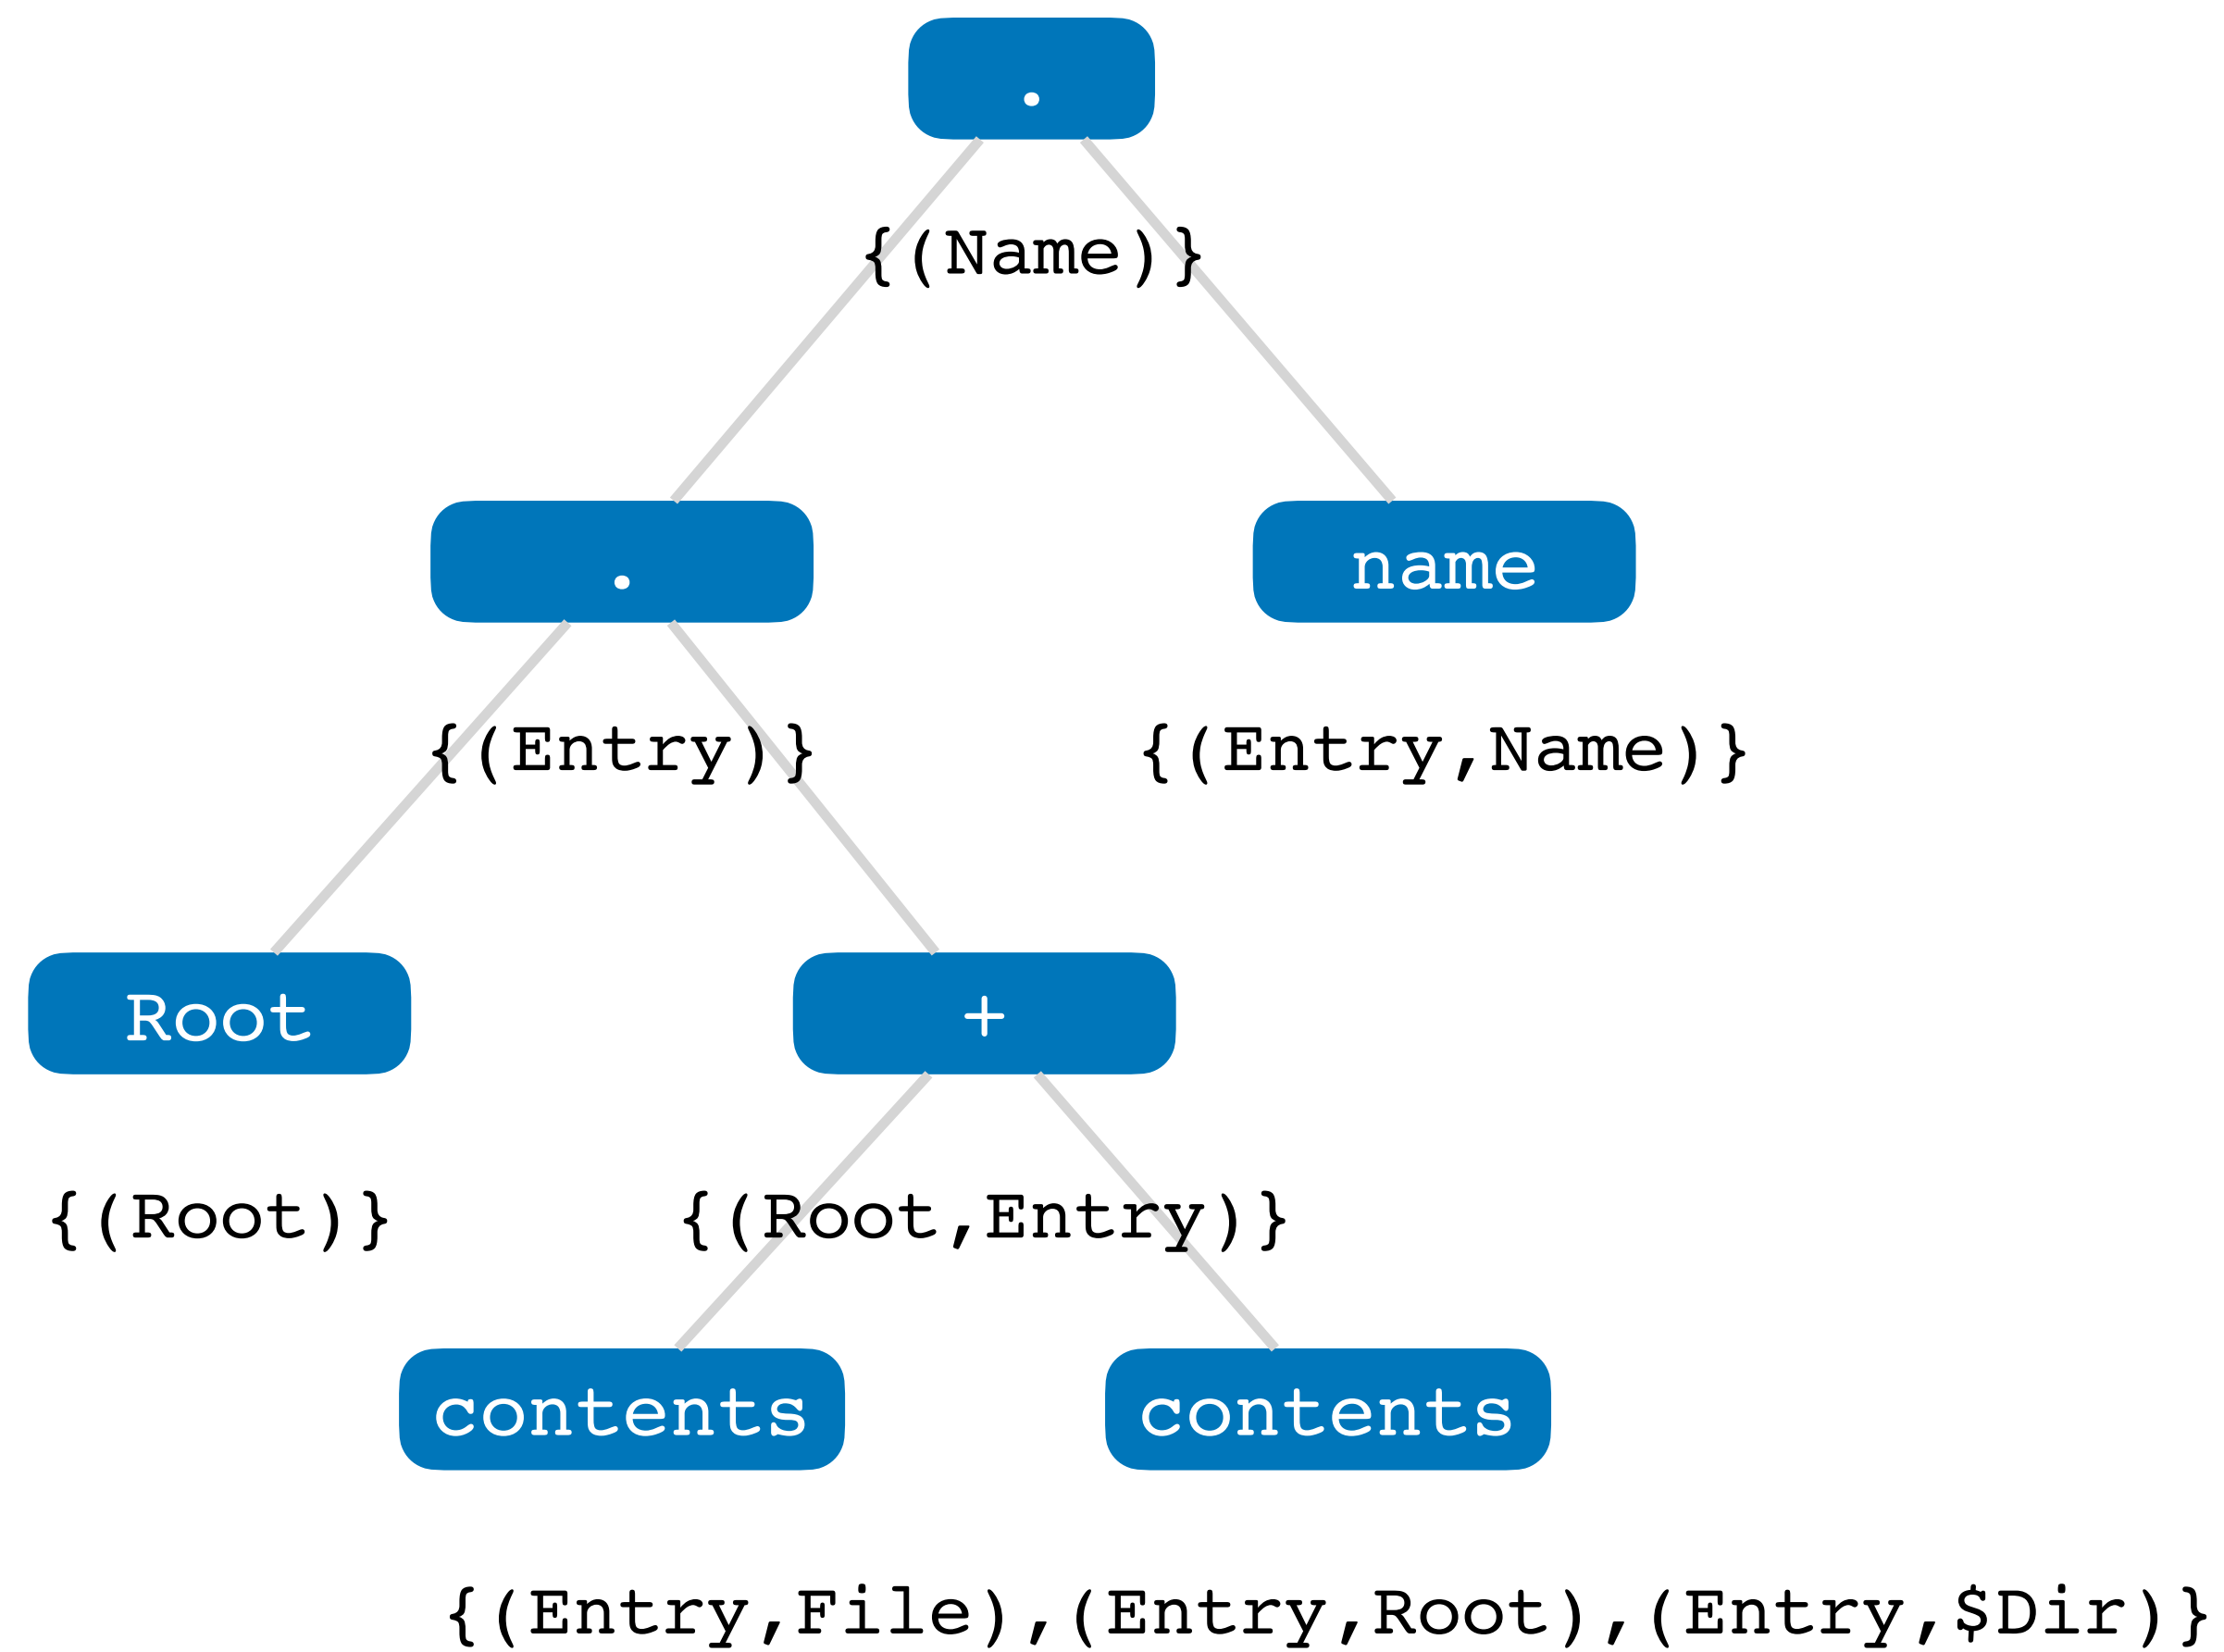 .
{(Name)}
.
name
{(Entry)}
{(Entry,Name)}
Root
+
{(Root)}
{(Root,Entry)}
contents
contents
{(Entry,File),(Entry,Root),(Entry,$Dir)}